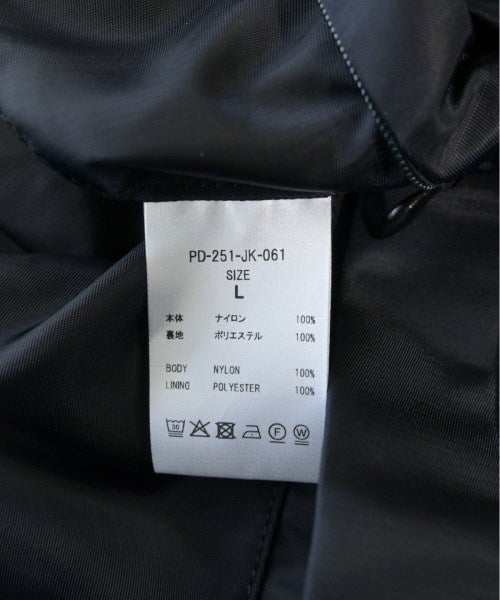 PD-251-JK-061
SIZE
L
本体 ナイロン 100%
裏地 ポリエステル 100%
BODY NYLON 100%
LINING POLYESTER 100%
30 F W